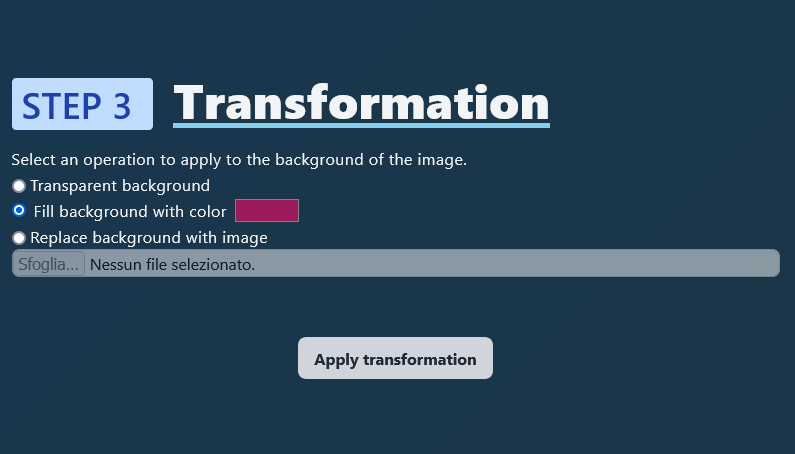 STEP 3 Transformation
Select an operation to apply to the background of the image.
Transparent background
Fill background with color
Replace background with image
Sfoglia... Nessun file selezionato.
Apply transformation